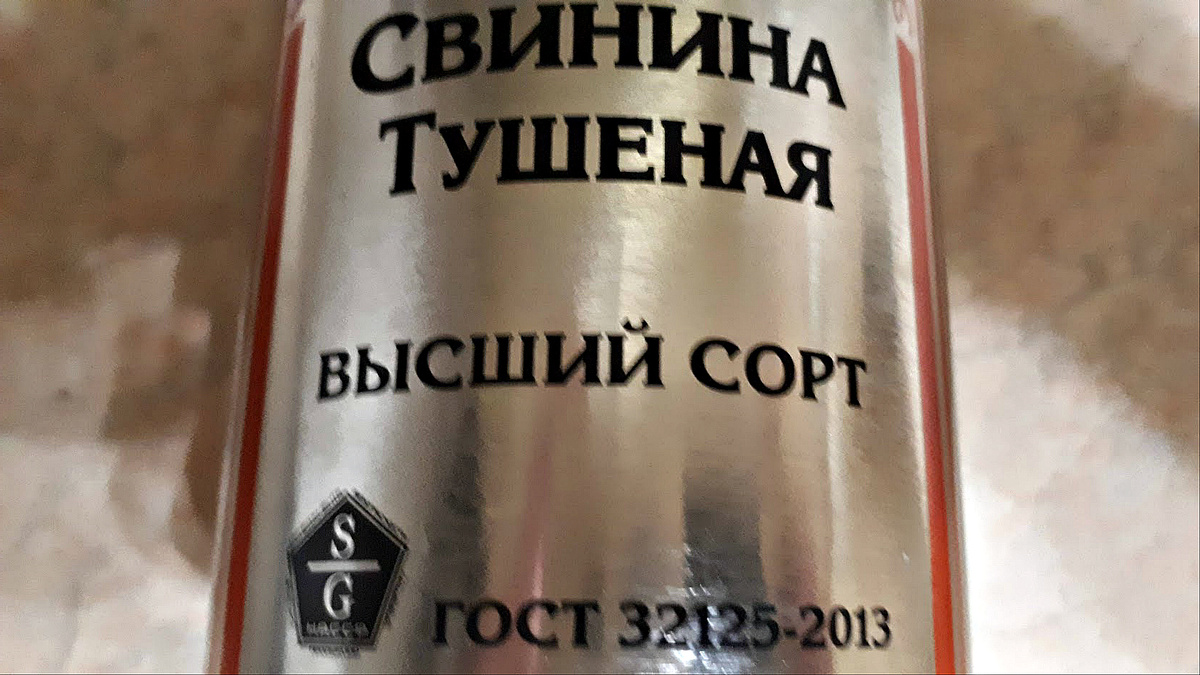 СВИНИНА
ТУШЕНАЯ
ВЫСШИЙ СОРТ
S
G
ГОСТ 32125-2013